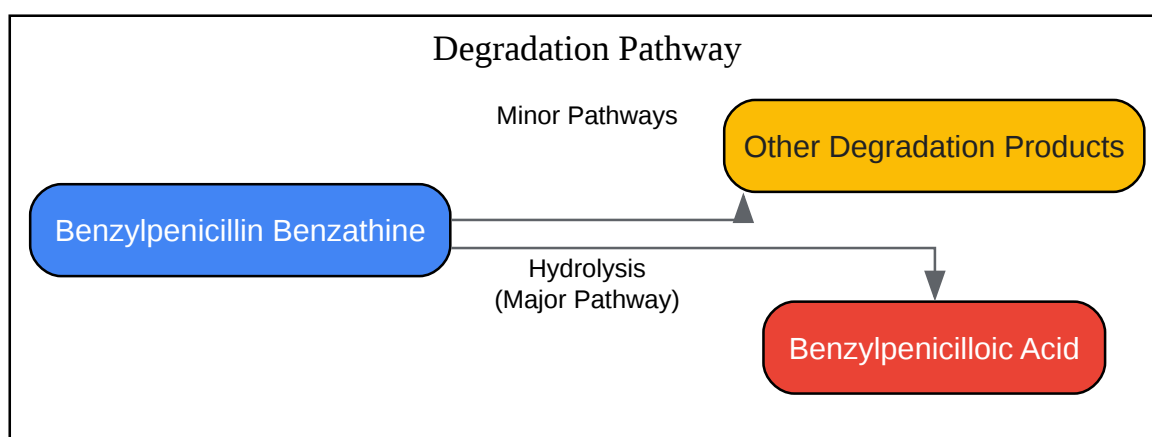 Degradation Pathway
Minor Pathways
Other Degradation Products
Benzylpenicillin Benzathine
Hydrolysis
(Major Pathway)
Benzylpenicilloic Acid